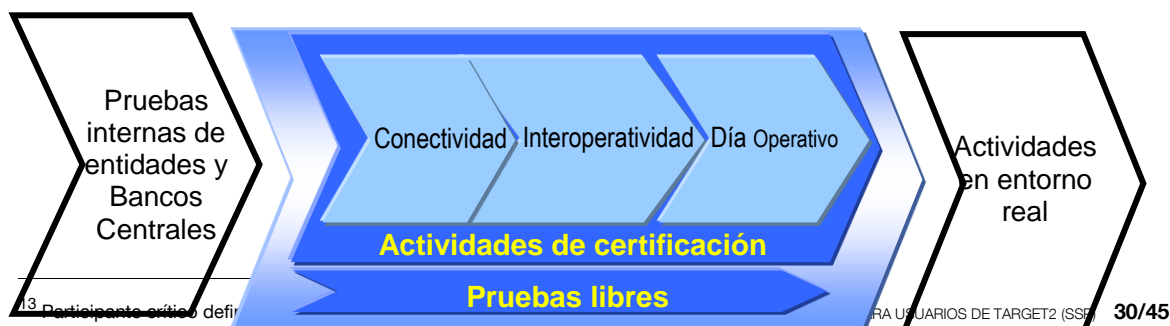 Pruebas
internas de
entidades y
Bancos
Centrales
Conectividad
Interoperatividad
Día Operativo
Actividades de certificación
Pruebas libres
Actividades
en entorno
real
13 Participante crítico defin
RA USUARIOS DE TARGET2 (SSP) 30/45